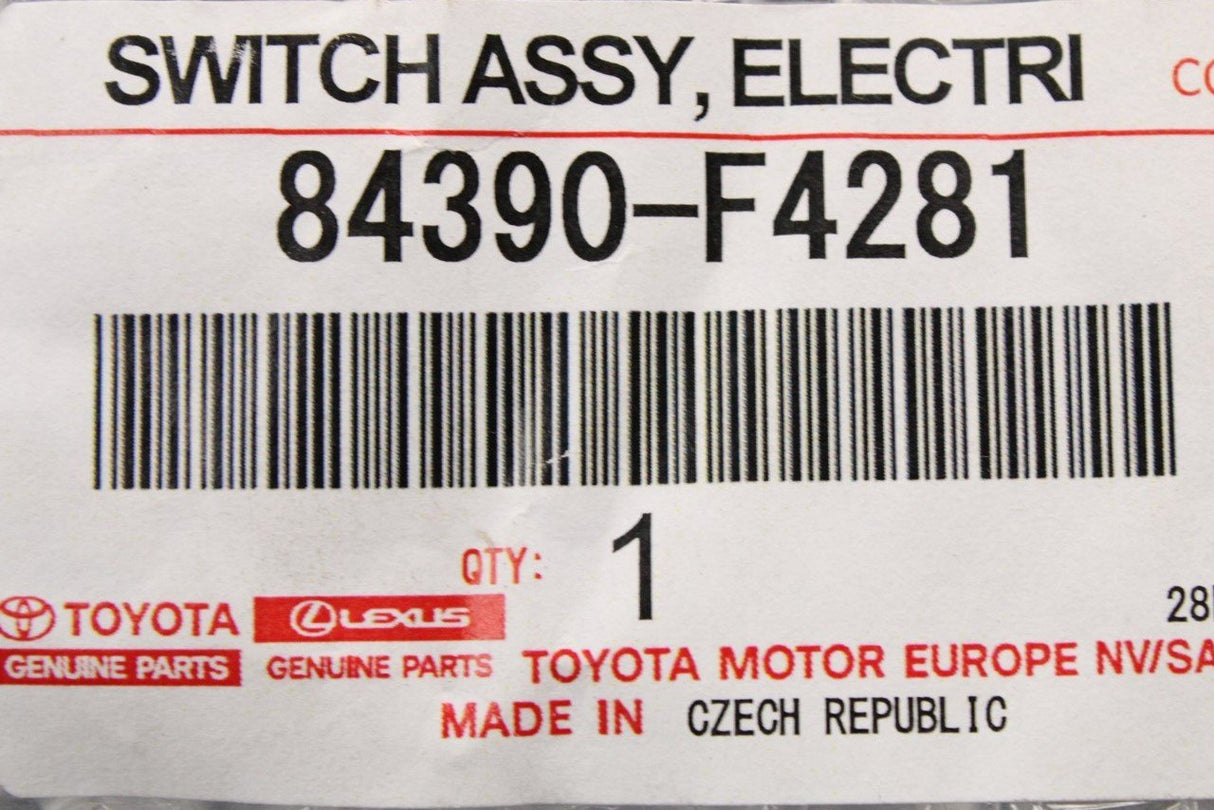 SWITCH ASSY, ELECTRI
84390-F4281
QTY: 1
TOYOTA LEXUS
GENUINE PARTS GENUINE PARTS
TOYOTA MOTOR EUROPE NV/SA
MADE IN CZECH REPUBLIC
28